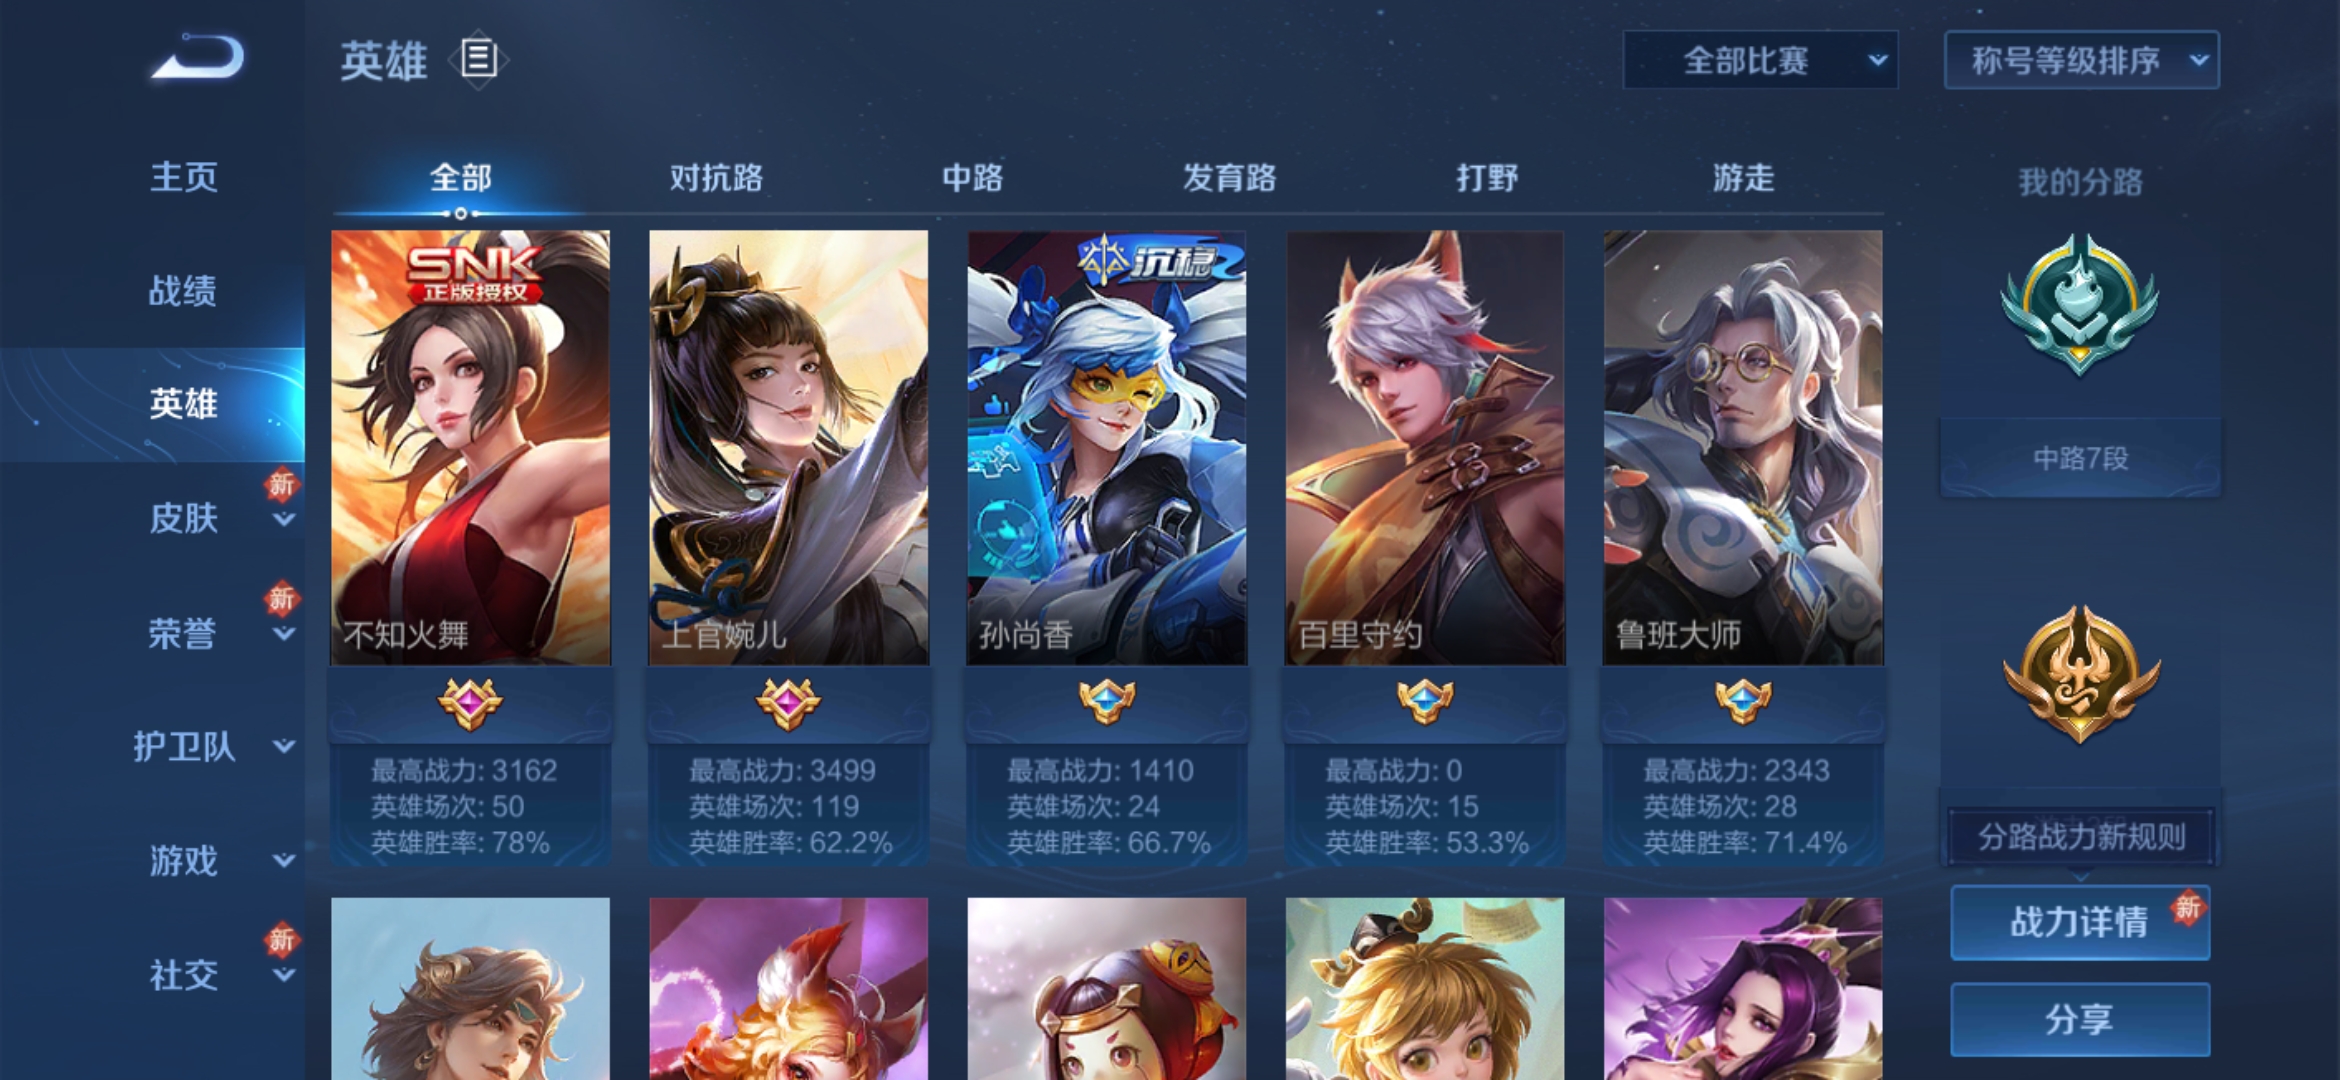 英雄
全部比赛
称号等级排序
主页
战绩
英雄
皮肤
新
荣誉
新
护卫队
游戏
社交
新
全部
对抗路
中路
发育路
打野
游走
SNK
正版授权
不知火舞
最高战力: 3162
英雄场次: 50
英雄胜率: 78%
上官婉儿
最高战力: 3499
英雄场次: 119
英雄胜率: 62.2%
沉稳
孙尚香
最高战力: 1410
英雄场次: 24
英雄胜率: 66.7%
百里守约
最高战力: 0
英雄场次: 15
英雄胜率: 53.3%
鲁班大师
最高战力: 2343
英雄场次: 28
英雄胜率: 71.4%
我的分路
中路7段
分路战力新规则
战力详情
新
分享